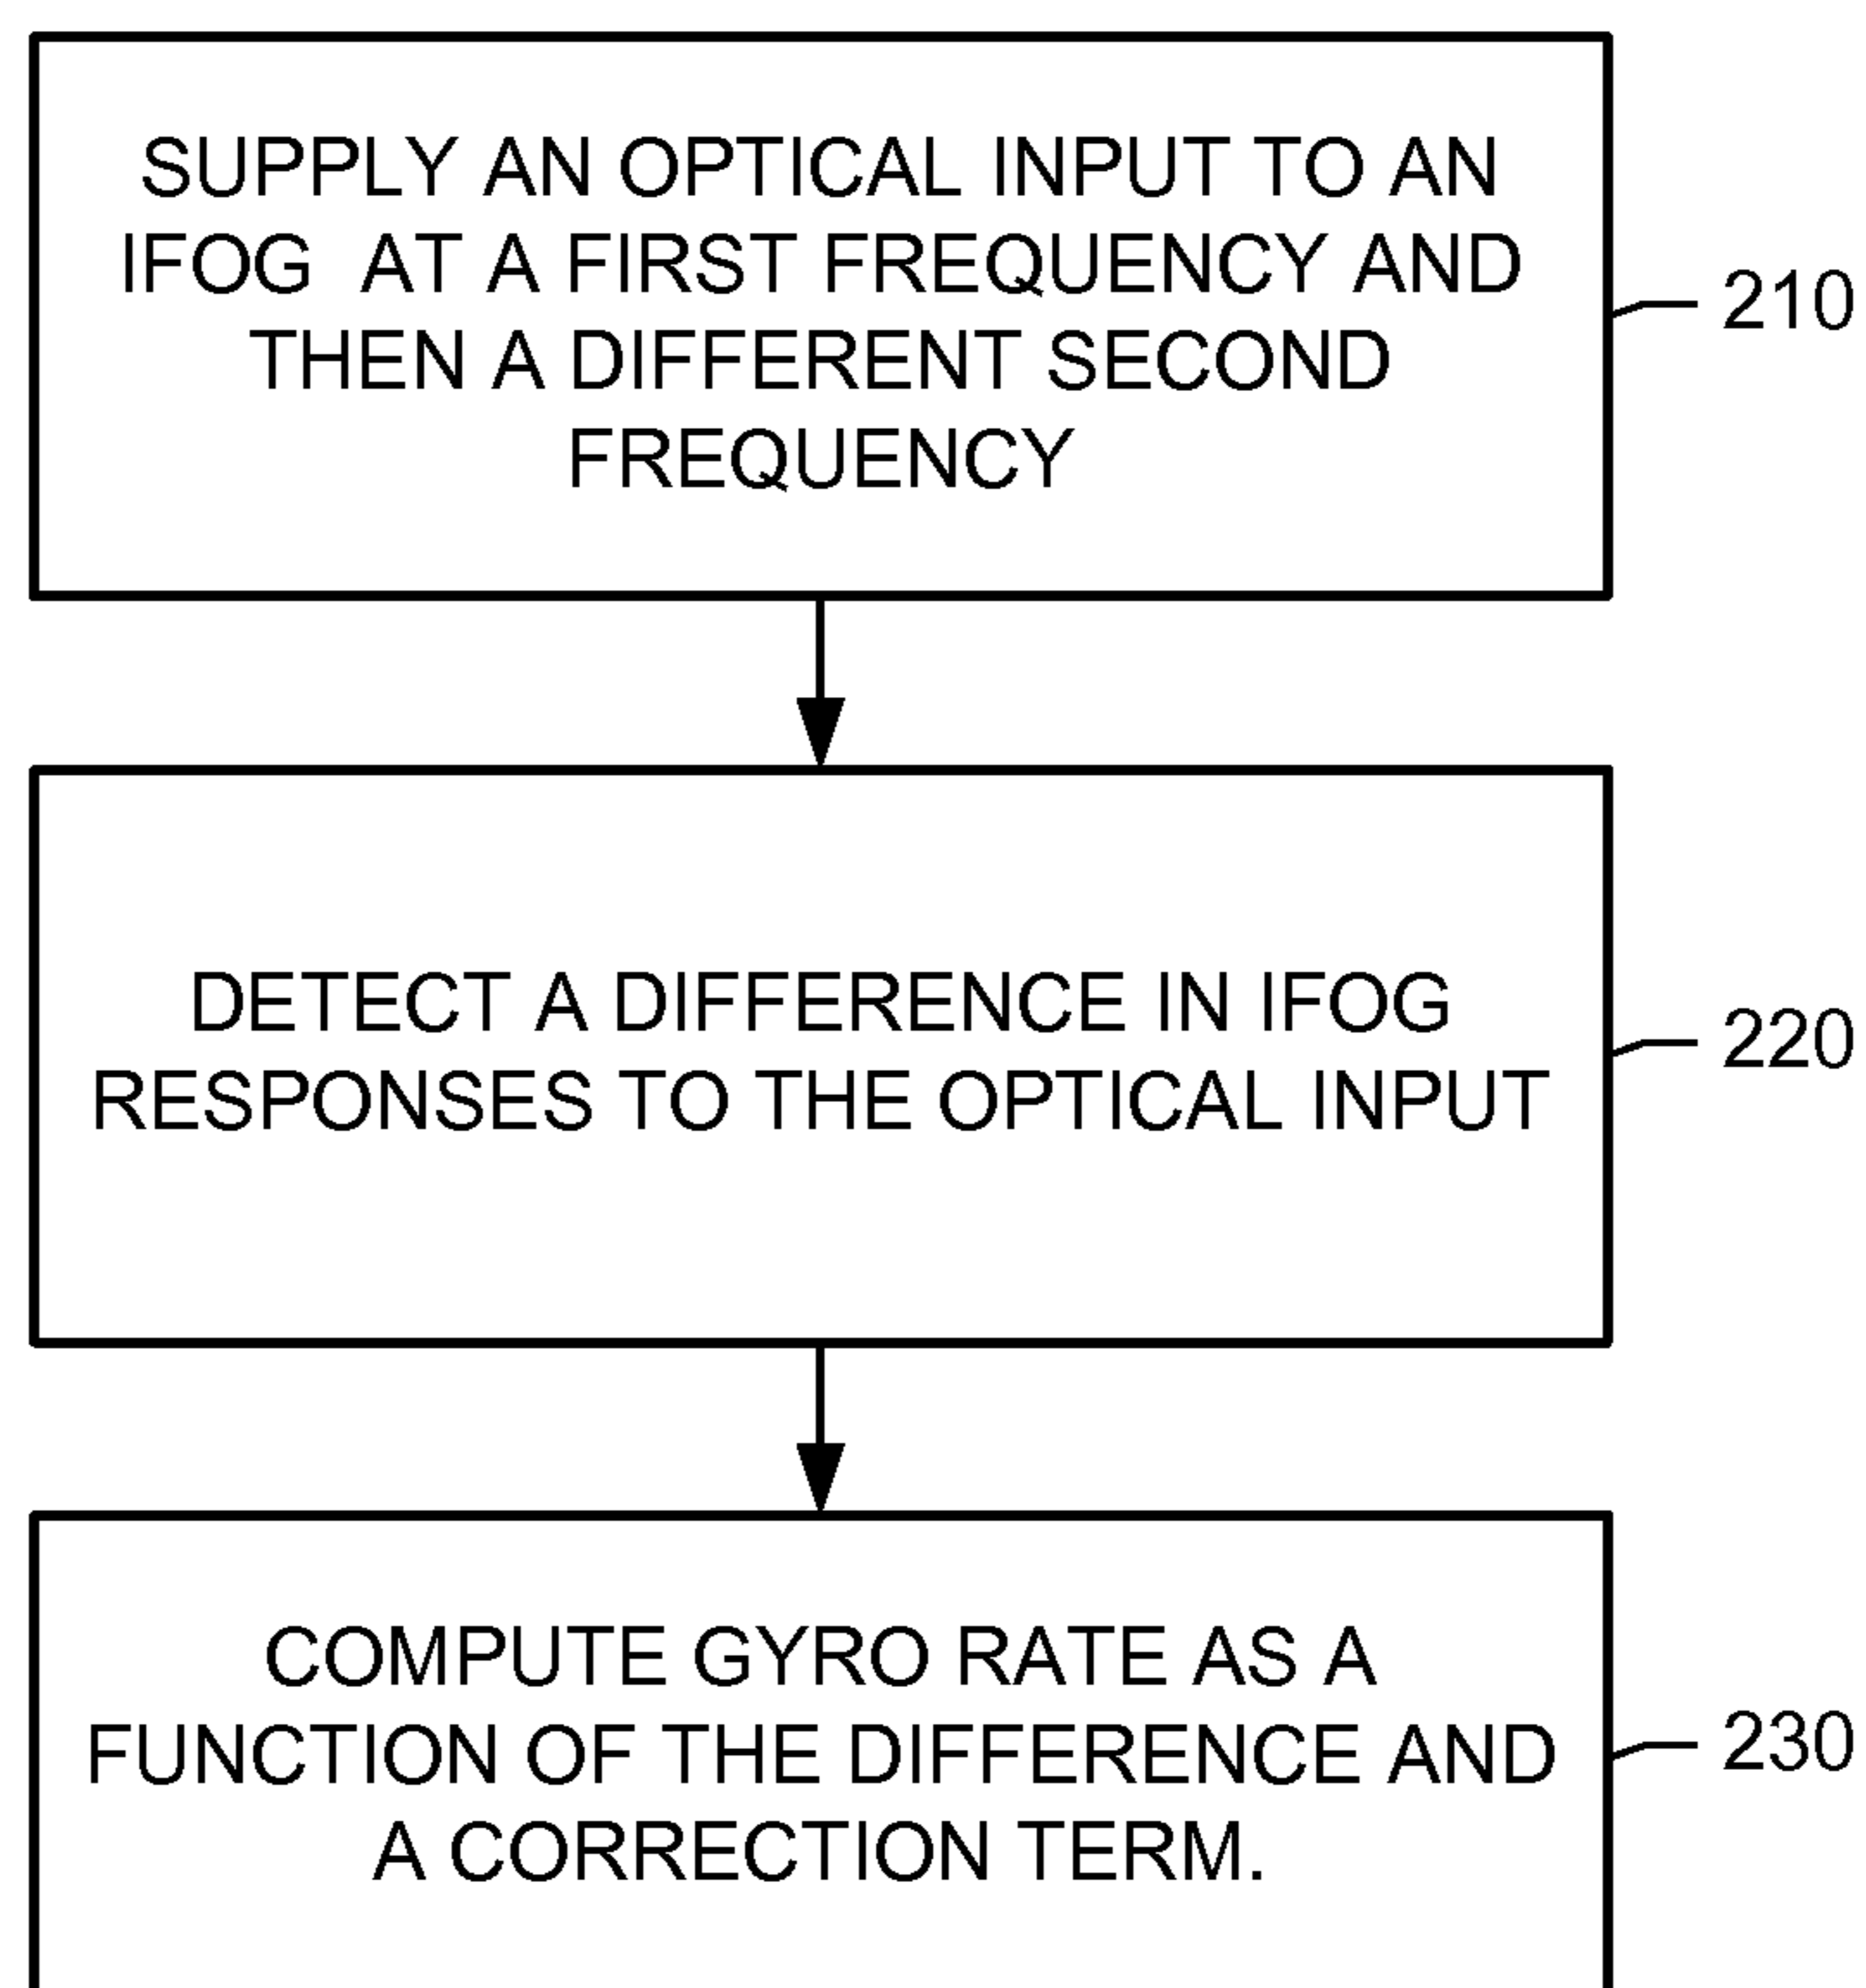 SUPPLY AN OPTICAL INPUT TO AN
IFOG AT A FIRST FREQUENCY AND
THEN A DIFFERENT SECOND
FREQUENCY
210
DETECT A DIFFERENCE IN IFOG
RESPONSES TO THE OPTICAL INPUT
220
COMPUTE GYRO RATE AS A
FUNCTION OF THE DIFFERENCE AND
A CORRECTION TERM.
230